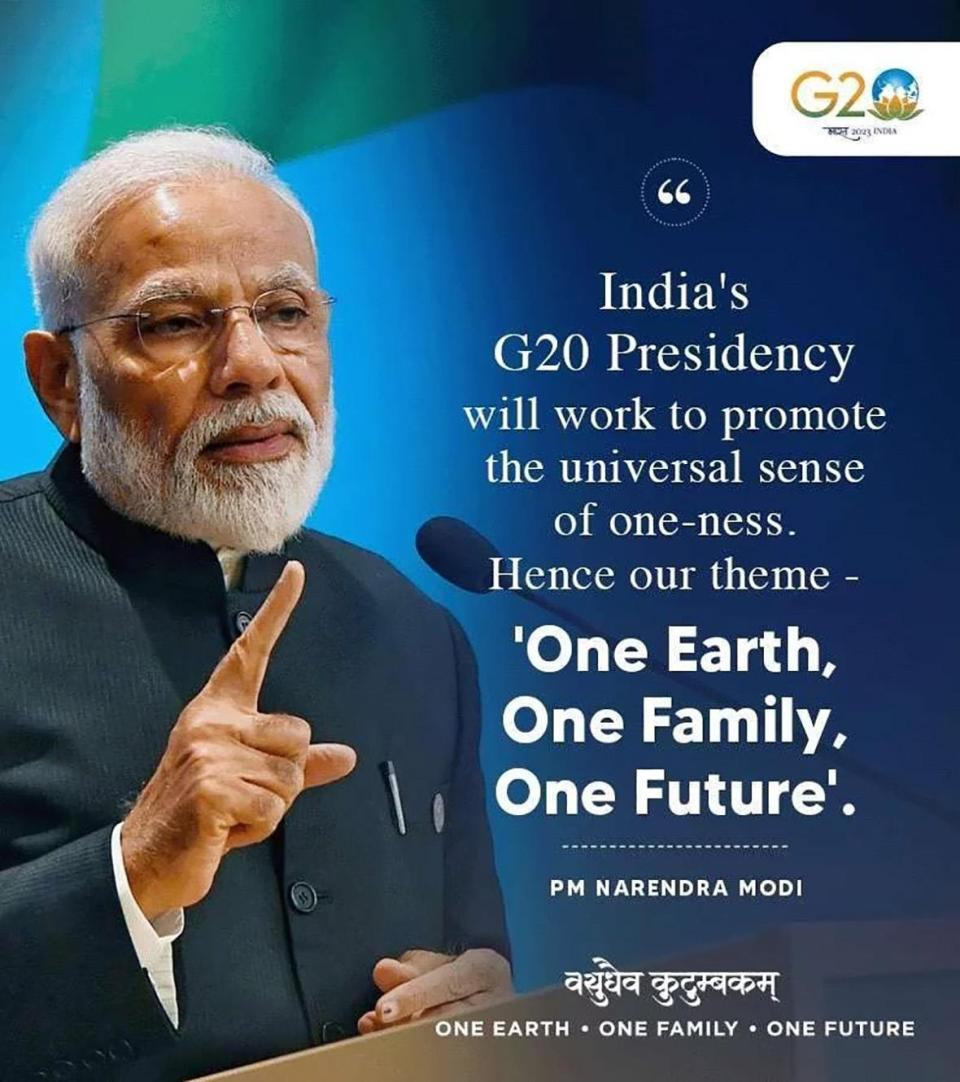 G20
भारत 2023 INDIA
“
India's
G20 Presidency
will work to promote
the universal sense
of one-ness.
Hence our theme -
'One Earth,
One Family,
One Future'.
PM NARENDRA MODI
वसुधैव कुटुम्बकम्
ONE EARTH • ONE FAMILY • ONE FUTURE